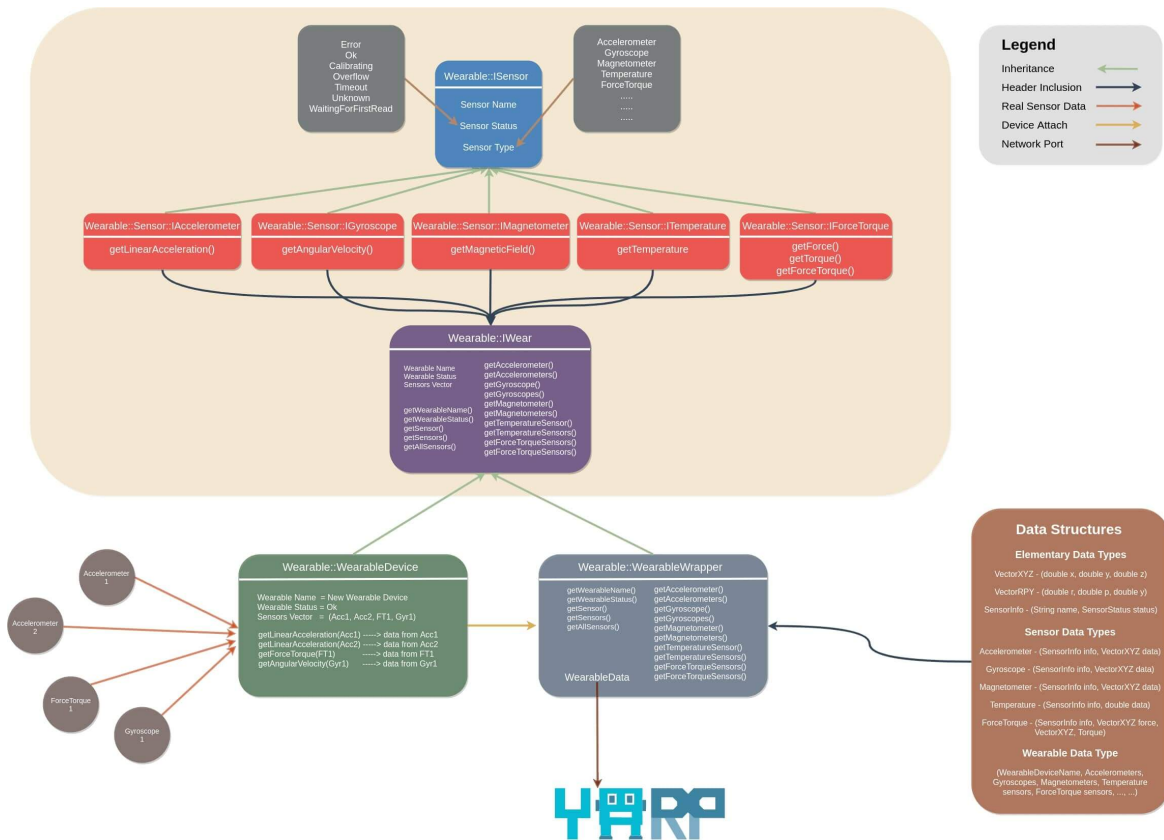 Error
Ok
Calibrating
Overflow
Timeout
Unknown
WaitingForFirstRead
Wearable::ISensor
Sensor Name
Sensor Status
Sensor Type
Accelerometer
Gyroscope
Magnetometer
Temperature
ForceTorque
.....
.....
.....
Legend
Inheritance
Header Inclusion
Real Sensor Data
Device Attach
Network Port
Wearable::Sensor::IAccelerometer
getLinearAcceleration()
Wearable::Sensor::IGyroscope
getAngularVelocity()
Wearable::Sensor::IMagnetometer
getMagneticField()
Wearable::Sensor::ITemperature
getTemperature
Wearable::Sensor::IForceTorque
getForce()
getTorque()
getForceTorque()
Wearable::IWear
Wearable Name
Wearable Status
Sensors Vector
getWearableName()
getWearableStatus()
getSensor()
getSensors()
getAllSensors()
getAccelerometer()
getAccelerometers()
getGyroscope()
getGyroscopes()
getMagnetometer()
getMagnetometers()
getTemperatureSensor()
getTemperatureSensors()
getForceTorqueSensors()
getForceTorqueSensors()
Accelerometer
1
Accelerometer
2
ForceTorque
1
Gyroscope
1
Wearable::WearableDevice
Wearable Name = New Wearable Device
Wearable Status = Ok
Sensors Vector = (Acc1, Acc2, FT1, Gyr1)
getLinearAcceleration(Acc1) -----> data from Acc1
getLinearAcceleration(Acc2) -----> data from Acc2
getForceTorque(FT1) -----> data from FT1
getAngularVelocity(Gyr1) -----> data from Gyr1
Wearable::WearableWrapper
getWearableName()
getWearableStatus()
getSensor()
getSensors()
getAllSensors()
getAccelerometer()
getAccelerometers()
getGyroscope()
getGyroscopes()
getMagnetometer()
getMagnetometers()
getTemperatureSensor()
getTemperatureSensors()
getForceTorqueSensors()
getForceTorqueSensors()
WearableData
YARP
Data Structures
Elementary Data Types
VectorXYZ - (double x, double y, double z)
VectorRPY - (double r, double p, double y)
SensorInfo - (String name, SensorStatus status)
Sensor Data Types
Accelerometer - (SensorInfo info, VectorXYZ data)
Gyroscope - (SensorInfo info, VectorXYZ data)
Magnetometer - (SensorInfo info, VectorXYZ data)
Temperature - (SensorInfo info, double data)
ForceTorque - (SensorInfo info, VectorXYZ force,
VectorXYZ, Torque)
Wearable Data Type
(WearableDeviceName, Accelerometers,
Gyroscopes, Magnetometers, Temperature
sensors, ForceTorque sensors, ..., ...)